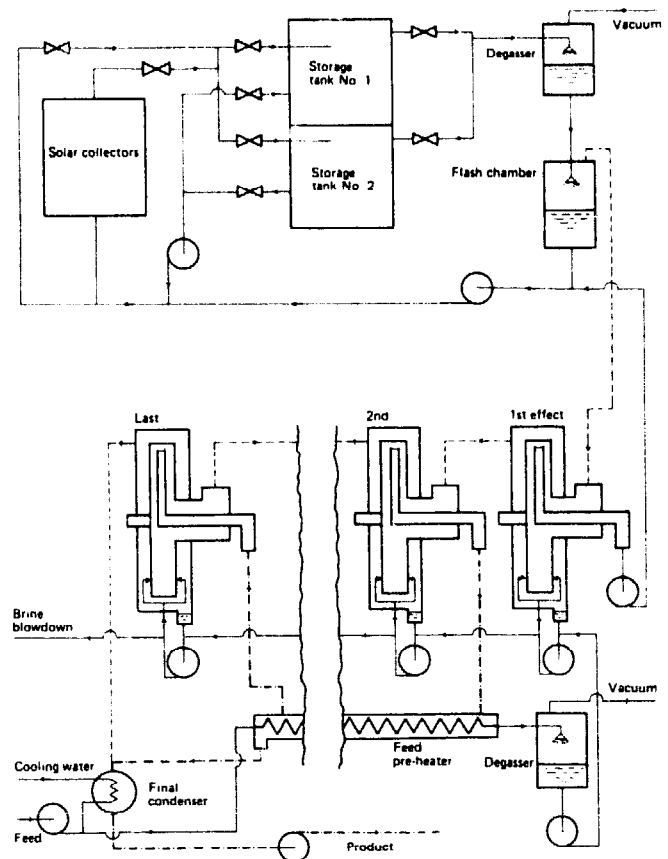 Vacuum
Degasser
Storage
tank No. 1
Solar collectors
Storage
tank No. 2
Flash chamber
Last
2nd
1st effect
Brine
blowdown
Vacuum
Feed
pre-heater
Degasser
Cooling water
Final
condenser
Feed
Product